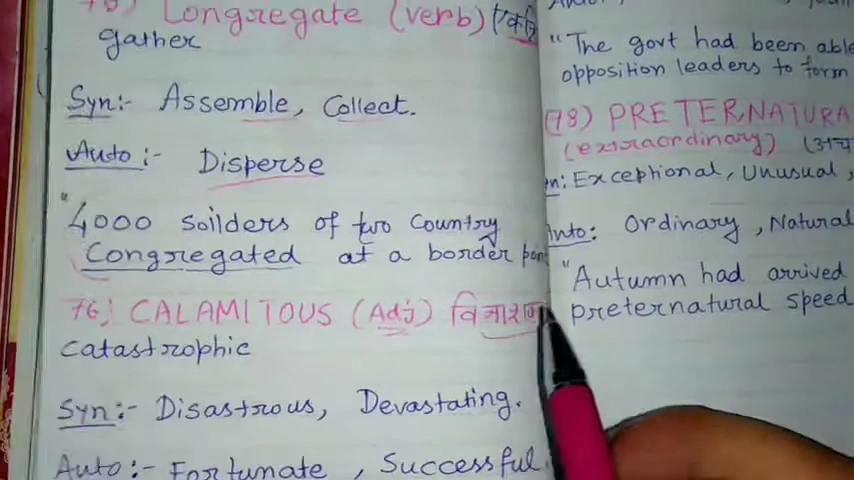 75) Congregate (verb)
gather
Syn:- Assemble, Collect.
Anto:- Disperse
"4000 soilders of two Country
Congregated at a border
76) CALAMITOUS (Adj)
catastrophic
Syn:- Disastrous, Devastating.
Anto:- Fortunate, Successful.
"The govt had been able
opposition leaders to form
(78) PRETERNATURA
(extraordinary)
Exceptional, Unusual,
Ordinary, Natural
"Autumn had arrived
preternatural speed